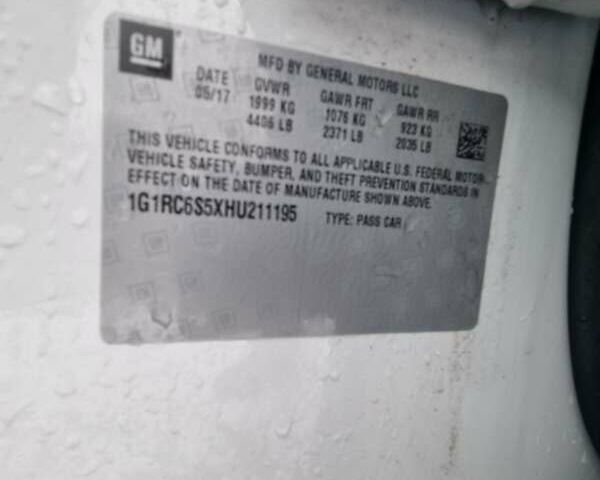 GM
MFD BY GENERAL MOTORS LLC
DATE GVWR GAWR FRT GAWR RR
05/17 1999 KG 1076 KG 923 KG
4406 LB 2371 LB 2035 LB
THIS VEHICLE CONFORMS TO ALL APPLICABLE U.S. FEDERAL MOTOR
VEHICLE SAFETY, BUMPER, AND THEFT PREVENTION STANDARDS IN
EFFECT ON THE DATE OF MANUFACTURE SHOWN ABOVE.
1G1RC6S5XHU211195 TYPE: PASS CAR